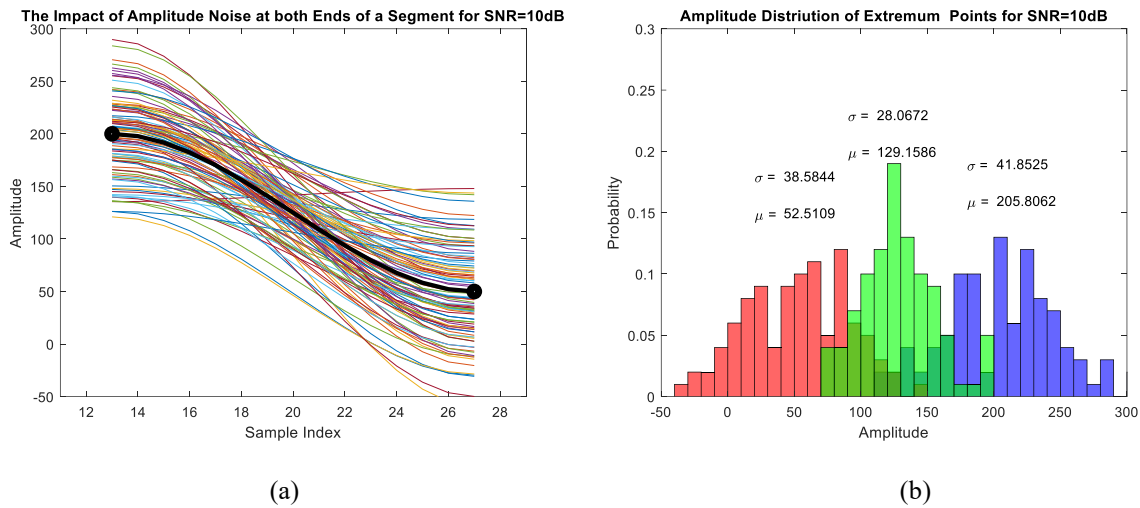 The Impact of Amplitude Noise at both Ends of a Segment for SNR=10dB
300
250
200
150
100
50
0
-50
12 14 16 18 20 22 24 26 28
Amplitude
Sample Index
(a)
Amplitude Distriution of Extremum Points for SNR=10dB
0.3
0.25
0.2
0.15
0.1
0.05
0
-50 0 50 100 150 200 250 300
Probability
Amplitude
σ = 28.0672
μ = 129.1586
σ = 38.5844
μ = 52.5109
σ = 41.8525
μ = 205.8062
(b)